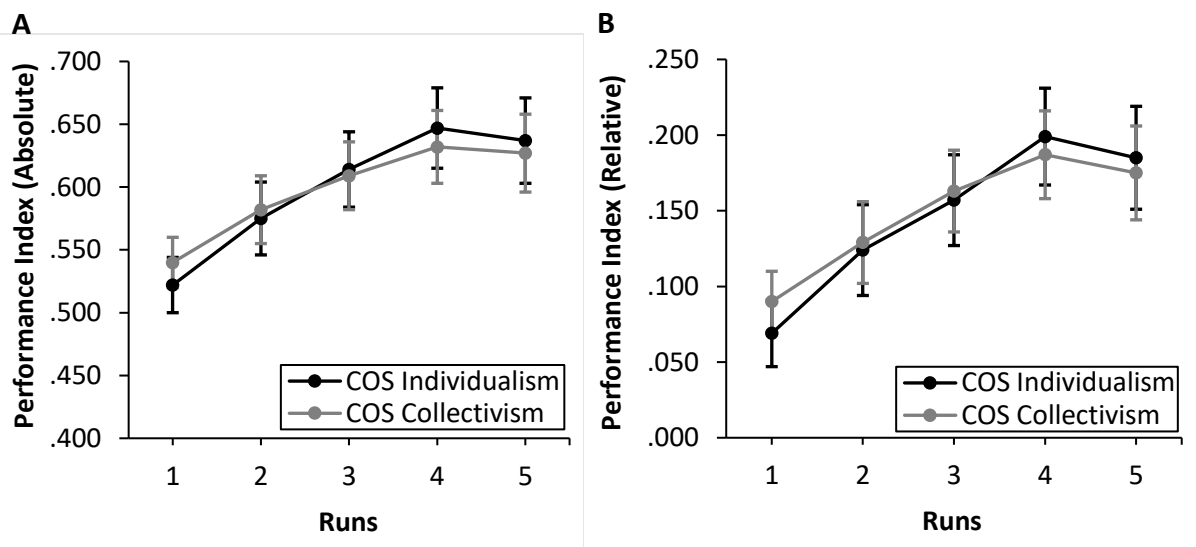 A
Performance Index (Absolute)
.700
.650
.600
.550
.500
.450
.400
COS Individualism
COS Collectivism
1 2 3 4 5
Runs
B
Performance Index (Relative)
.250
.200
.150
.100
.050
.000
COS Individualism
COS Collectivism
1 2 3 4 5
Runs